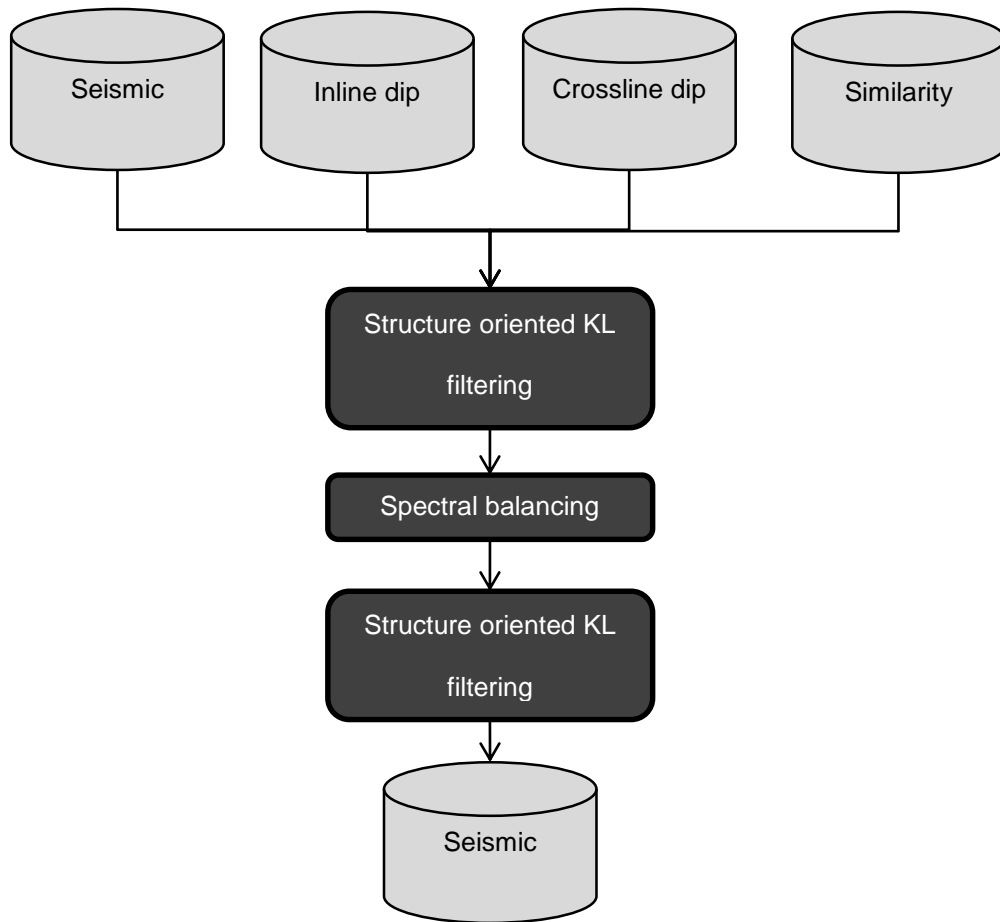 Seismic
Inline dip
Crossline dip
Similarity
Structure oriented KL
filtering
Spectral balancing
Structure oriented KL
filtering
Seismic